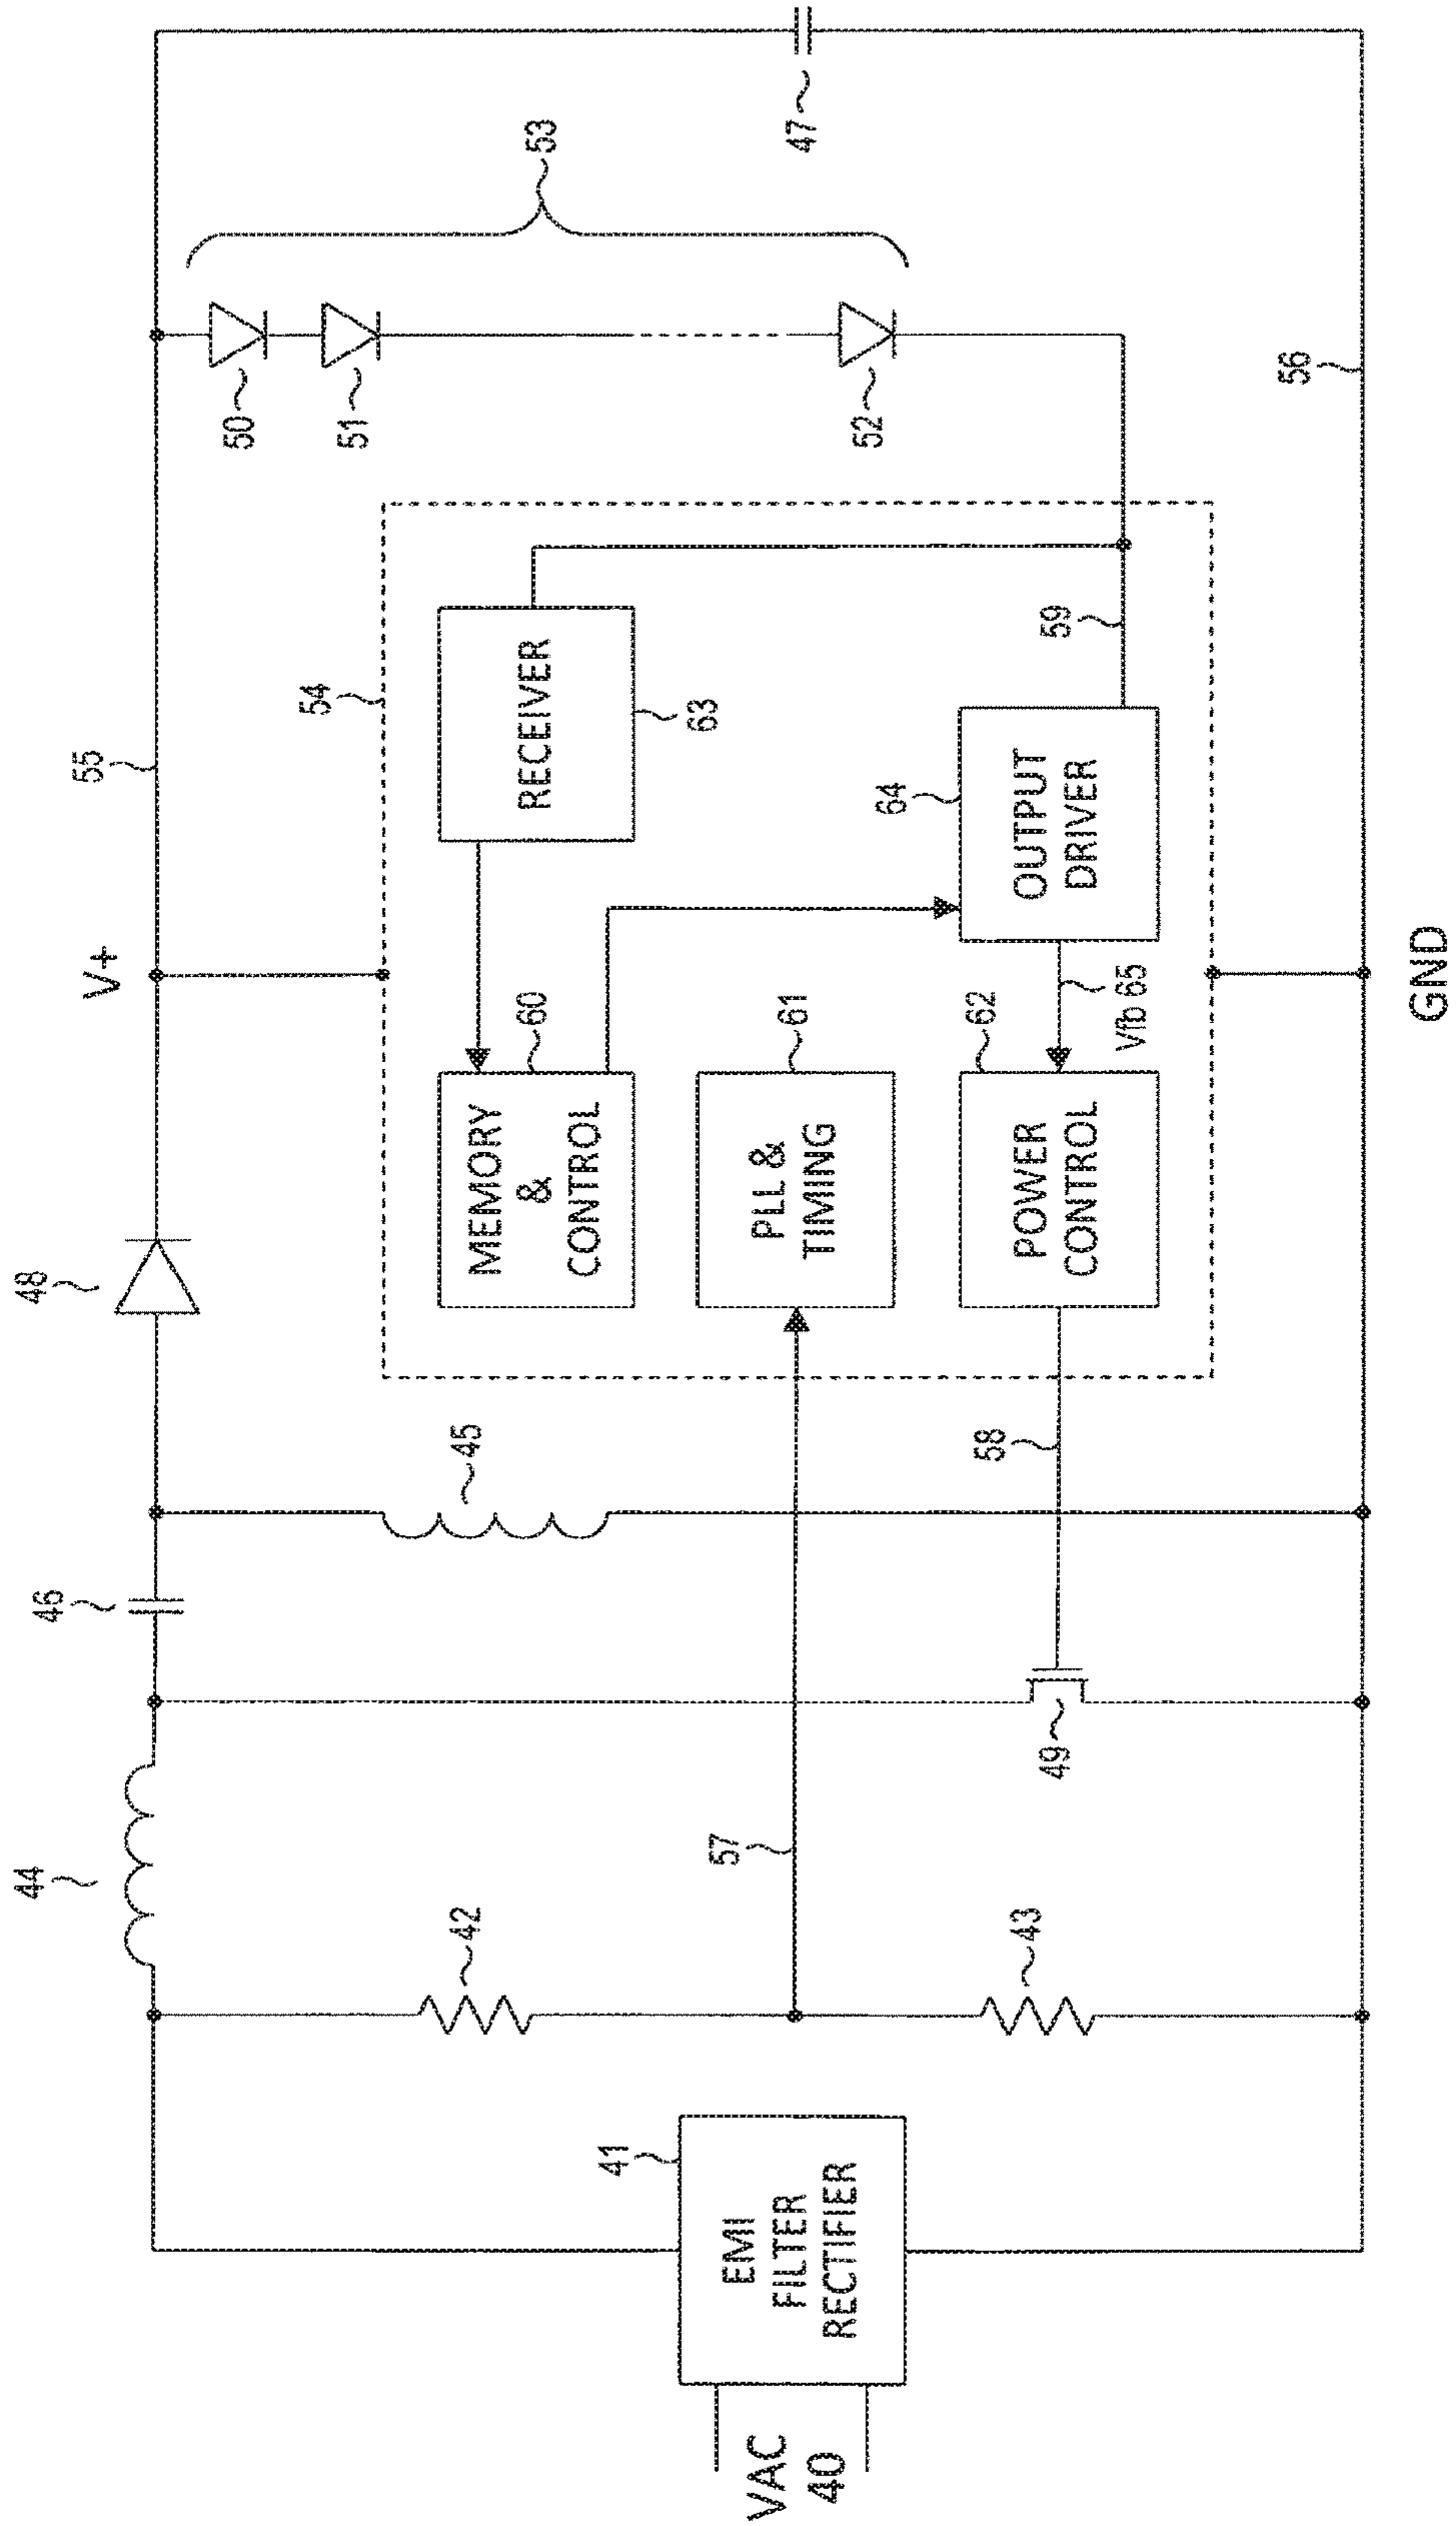 VAC
40
EMI
FILTER
RECTIFIER
41
42
43
44
57
49
46
45
58
48
V+
55
54
MEMORY
&
CONTROL
60
PLL &
TIMING
61
POWER
CONTROL
62
Vfb 65
RECEIVER
63
OUTPUT
DRIVER
64
59
50
51
52
53
47
56
GND